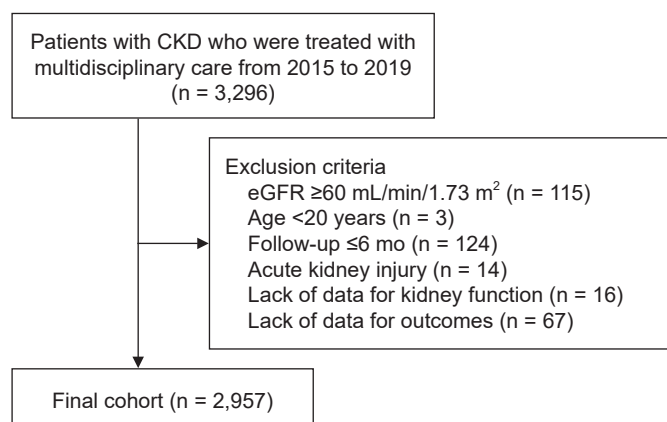 Patients with CKD who were treated with
multidisciplinary care from 2015 to 2019
(n = 3,296)
Exclusion criteria
eGFR ≥60 mL/min/1.73 m² (n = 115)
Age <20 years (n = 3)
Follow-up ≤6 mo (n = 124)
Acute kidney injury (n = 14)
Lack of data for kidney function (n = 16)
Lack of data for outcomes (n = 67)
Final cohort (n = 2,957)